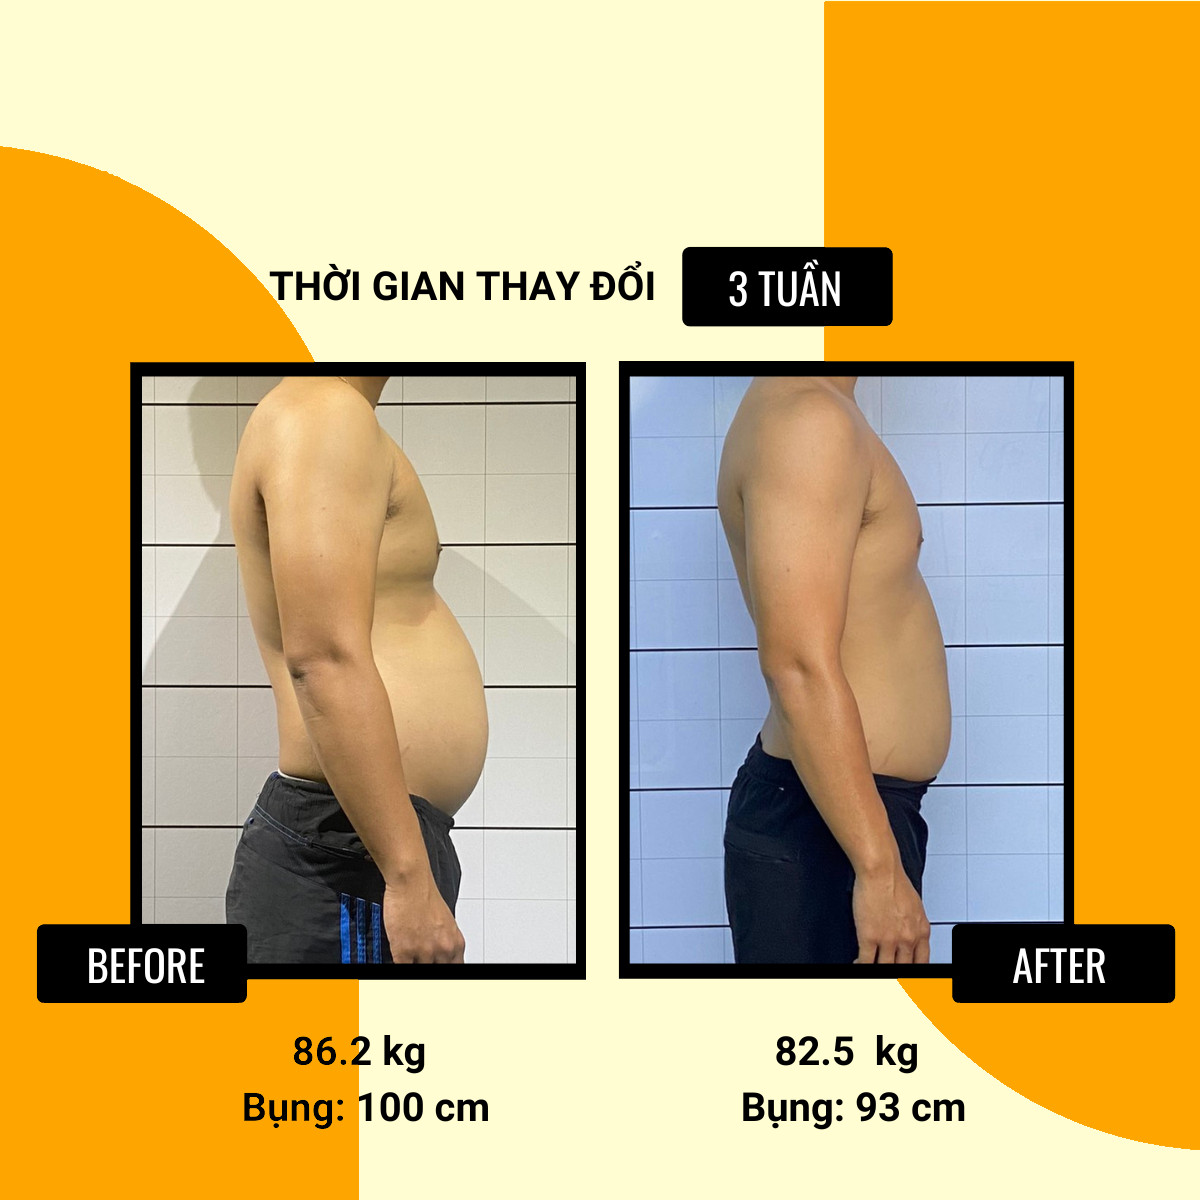 THỜI GIAN THAY ĐỔI 3 TUẦN
BEFORE
AFTER
86.2 kg
Bụng: 100 cm
82.5 kg
Bụng: 93 cm